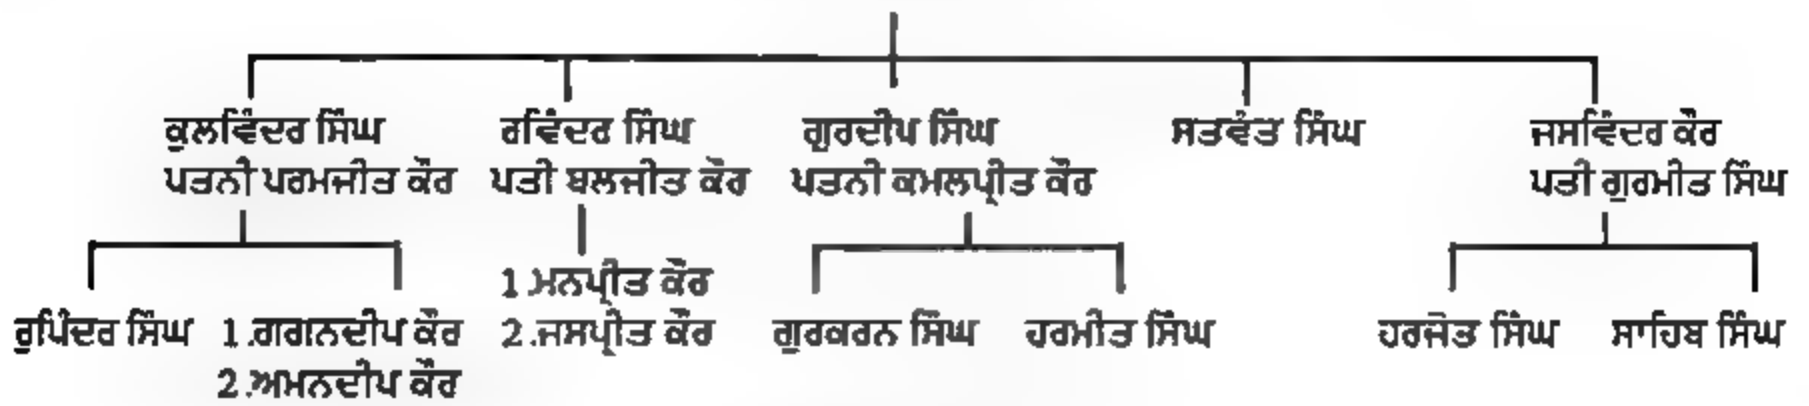 ਕੁਲਵਿੰਦਰ ਸਿੰਘ ਰਵਿੰਦਰ ਸਿੰਘ ਗੁਰਦੀਪ ਸਿੰਘ ਸਤਵੰਤ ਸਿੰਘ ਜਸਵਿੰਦਰ ਕੌਰ
ਪਤਨੀ ਪਰਮਜੀਤ ਕੌਰ ਪਤੀ ਬਲਜੀਤ ਕੌਰ ਪਤਨੀ ਕਮਲਪ੍ਰੀਤ ਕੌਰ ਪਤੀ ਗੁਰਮੀਤ ਸਿੰਘ
1.ਮਨਪ੍ਰੀਤ ਕੌਰ
ਰੁਪਿੰਦਰ ਸਿੰਘ 1.ਗਗਨਦੀਪ ਕੌਰ 2.ਜਸਪ੍ਰੀਤ ਕੌਰ ਗੁਰਕਰਨ ਸਿੰਘ ਹਰਮੀਤ ਸਿੰਘ ਹਰਜੋਤ ਸਿੰਘ ਸਾਹਿਬ ਸਿੰਘ
2.ਅਮਨਦੀਪ ਕੌਰ